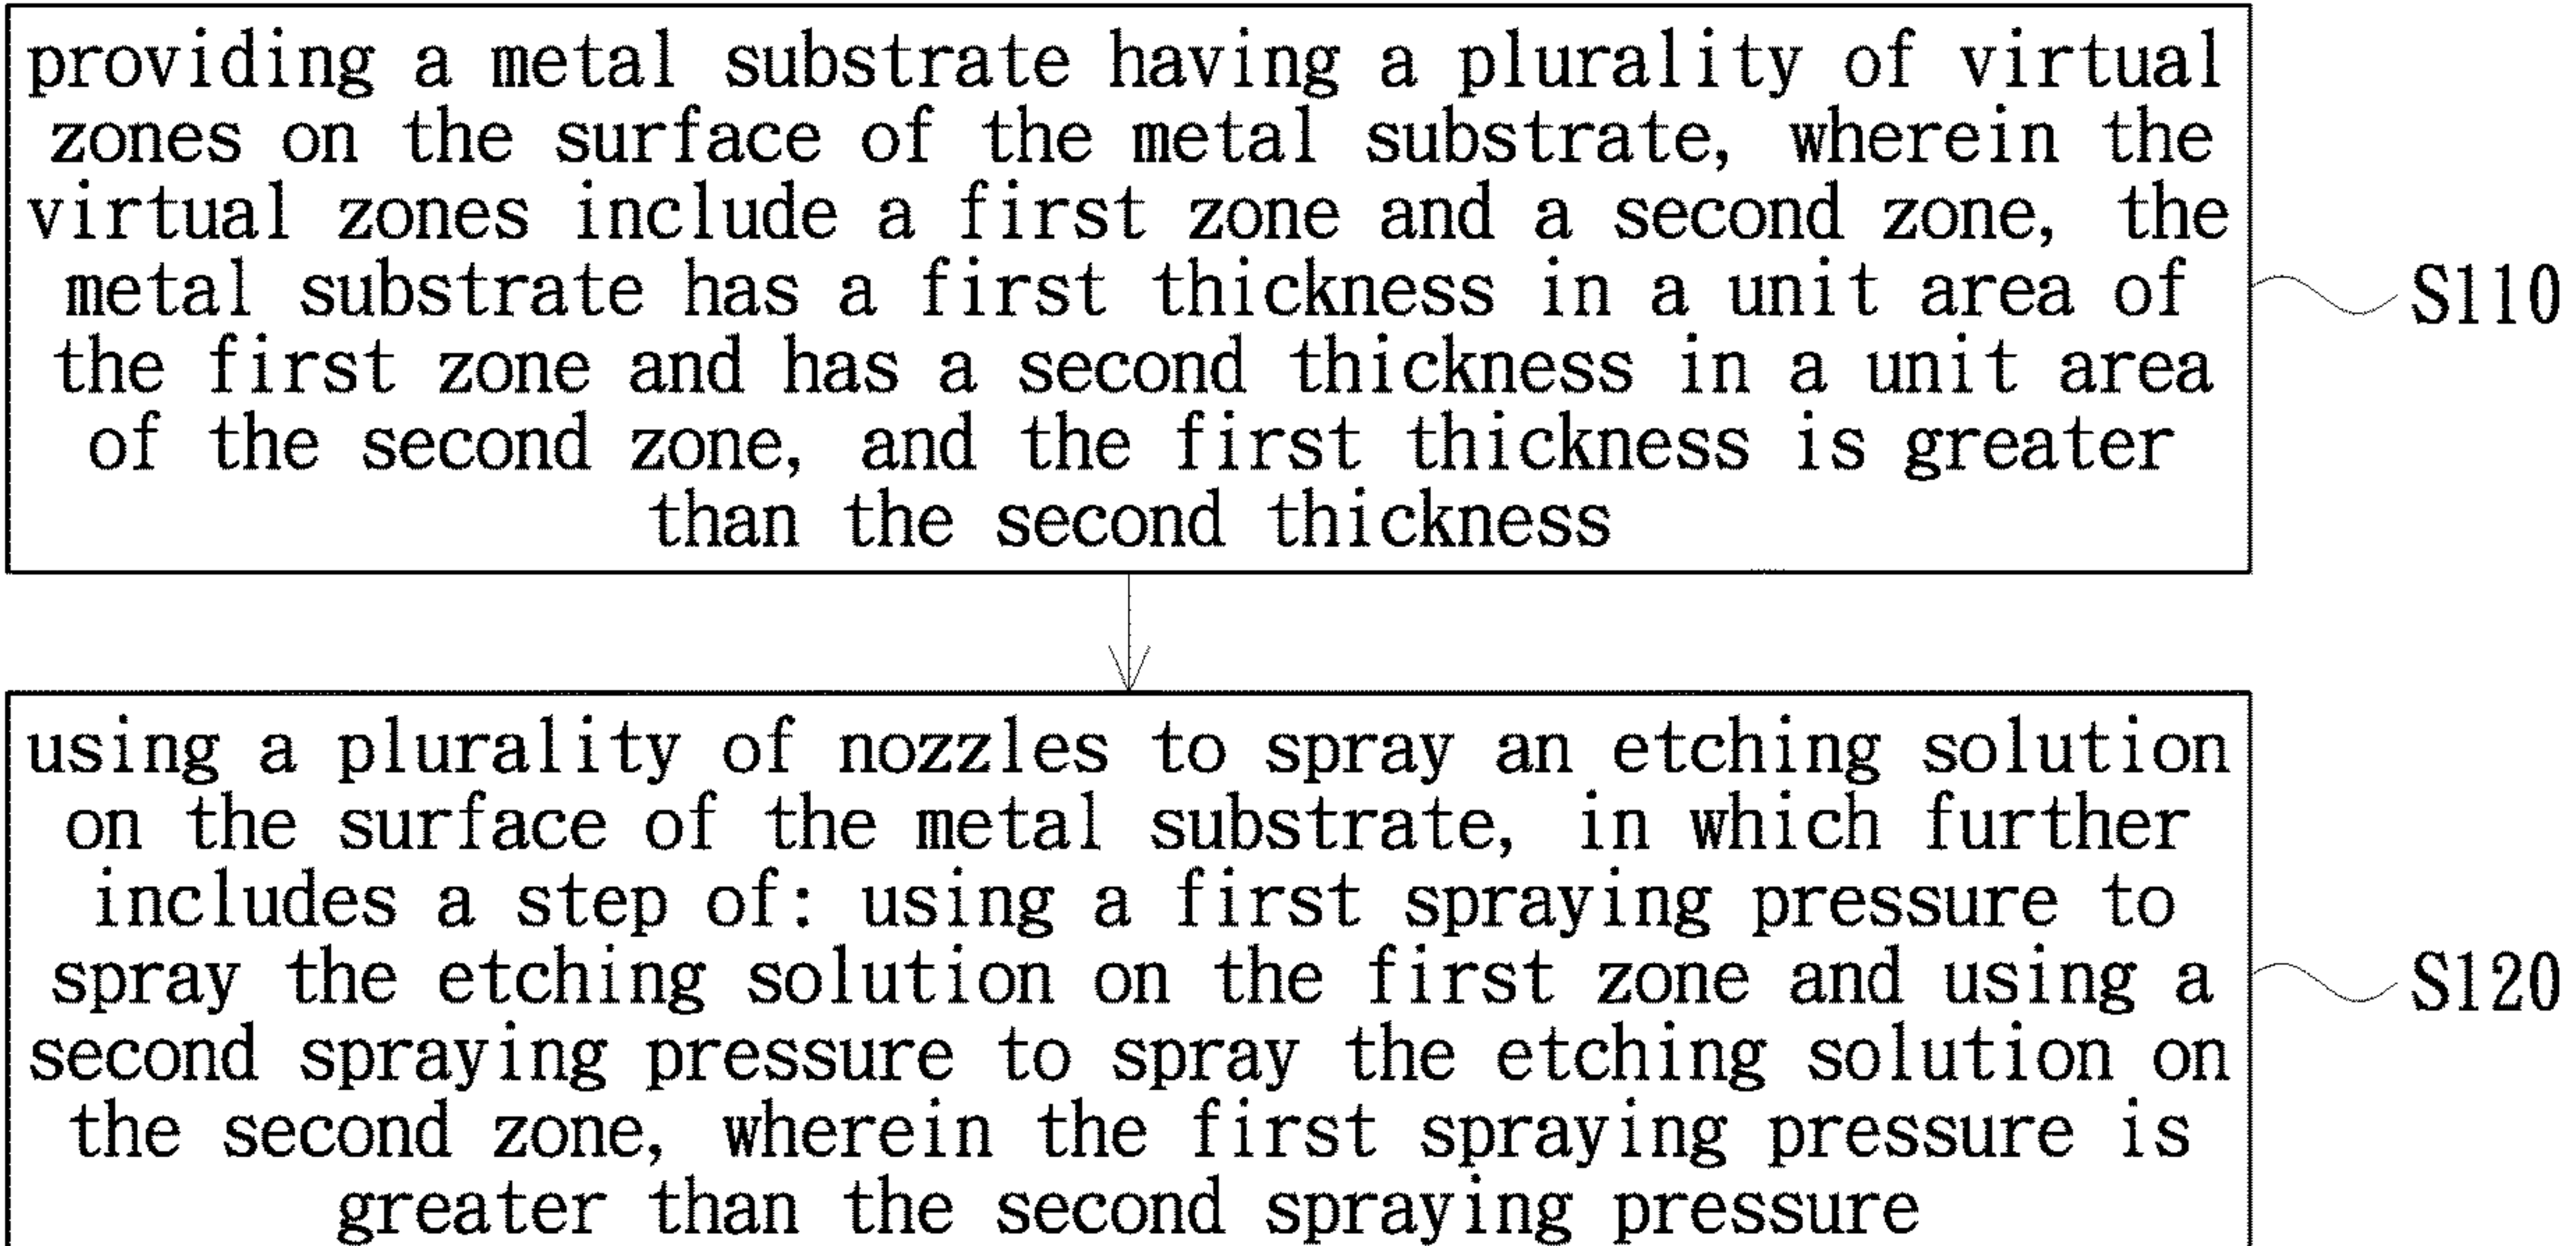 providing a metal substrate having a plurality of virtual
zones on the surface of the metal substrate, wherein the
virtual zones include a first zone and a second zone, the
metal substrate has a first thickness in a unit area of
the first zone and has a second thickness in a unit area
of the second zone, and the first thickness is greater
than the second thickness
S110
using a plurality of nozzles to spray an etching solution
on the surface of the metal substrate, in which further
includes a step of: using a first spraying pressure to
spray the etching solution on the first zone and using a
second spraying pressure to spray the etching solution on
the second zone, wherein the first spraying pressure is
greater than the second spraying pressure
S120